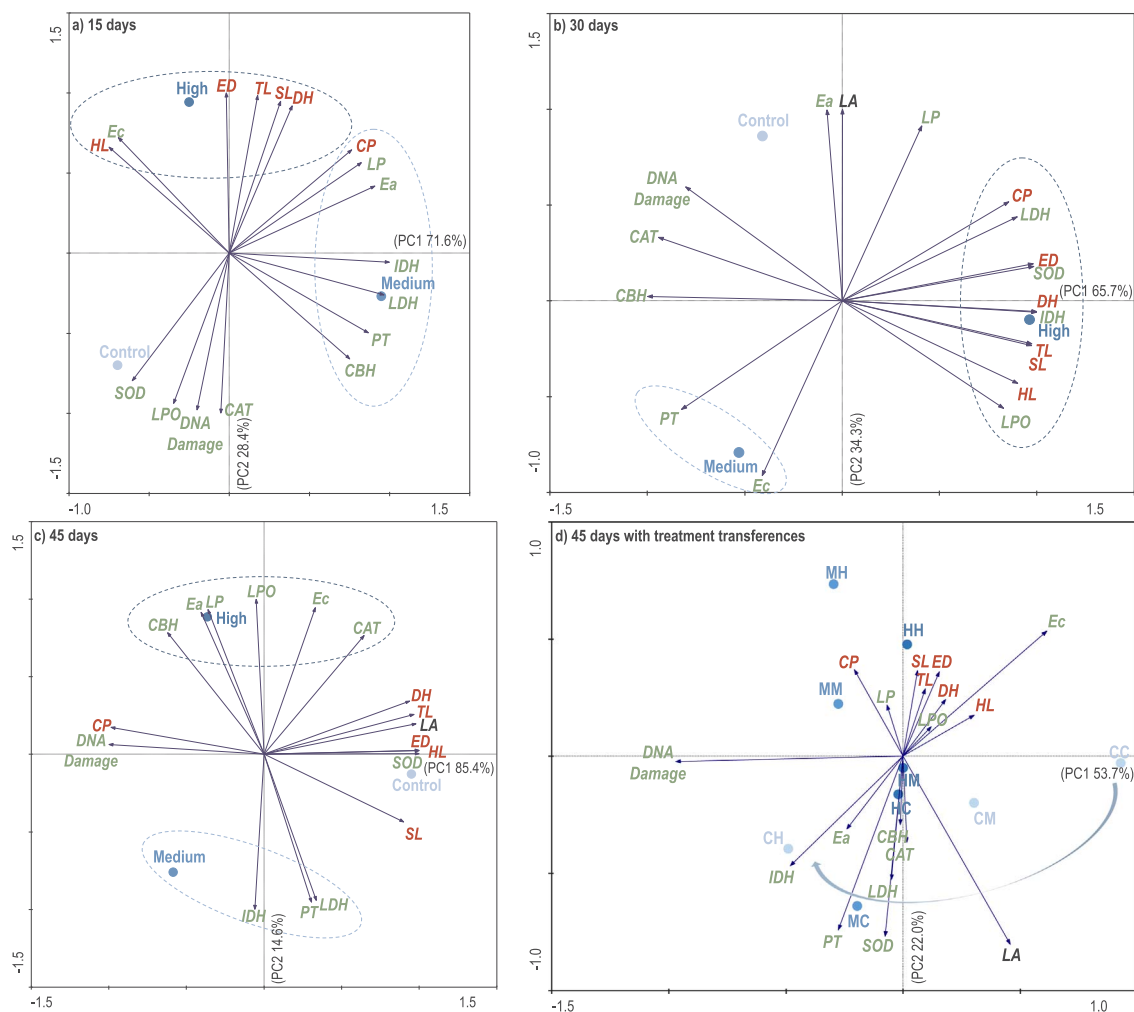 a) 15 days
1.5
High
ED
TL
SL
DH
Ec
HL
CP
LP
Ea
(PC1 71.6%)
IDH
Medium
LDH
PT
CBH
Control
SOD
LPO
DNA
Damage
CAT
(PC2 28.4%)
-1.5
-1.0
1.5
b) 30 days
1.5
Ea
LA
LP
Control
DNA
Damage
CP
LDH
CAT
ED
SOD
CBH
(PC1 65.7%)
DH
IDH
High
TL
SL
HL
PT
LPO
Medium
Ec
(PC2 34.3%)
-1.0
-1.5
1.5
c) 45 days
1.5
Ea
LP
LPO
Ec
High
CBH
CAT
DH
TL
CP
LA
DNA
Damage
ED
HL
SOD
(PC1 85.4%)
Control
SL
Medium
IDH
PT
LDH
(PC2 14.6%)
-1.5
-1.5
1.5
d) 45 days with treatment transferences
1.0
MH
HH
Ec
CP
SL
ED
TL
DH
MM
LP
HL
LPO
DNA
Damage
CC
(PC1 53.7%)
HM
HC
CM
CH
Ea
CBH
CAT
IDH
LDH
MC
PT
SOD
LA
(PC2 22.0%)
-1.0
-1.5
1.0